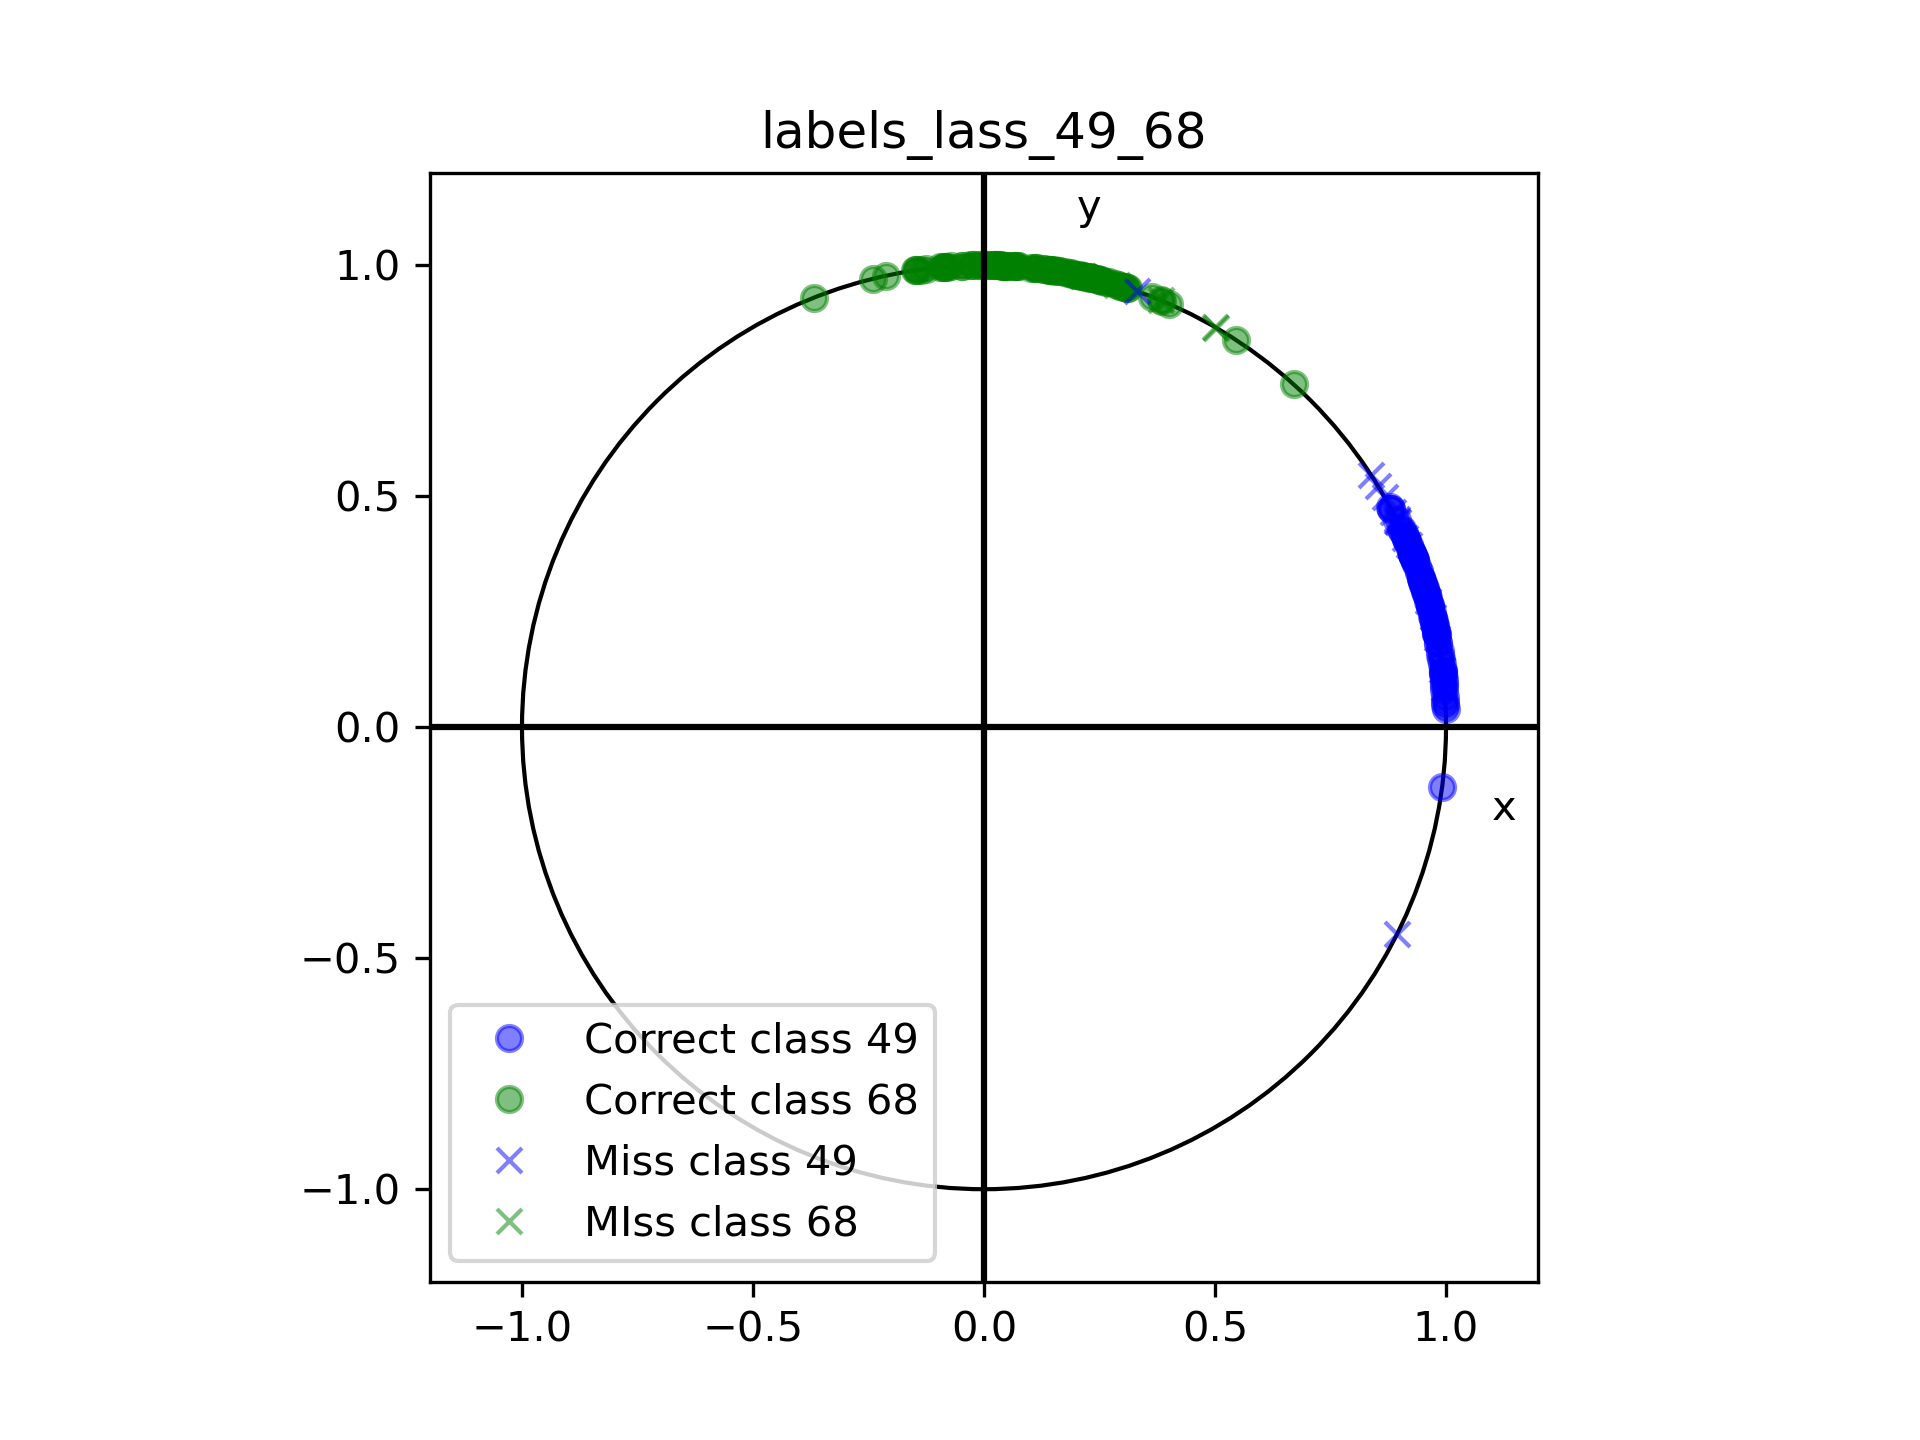 labels_lass_49_68
y
1.0
0.5
0.0
−0.5
−1.0
x
Correct class 49
Correct class 68
Miss class 49
MIss class 68
−1.0 −0.5 0.0 0.5 1.0